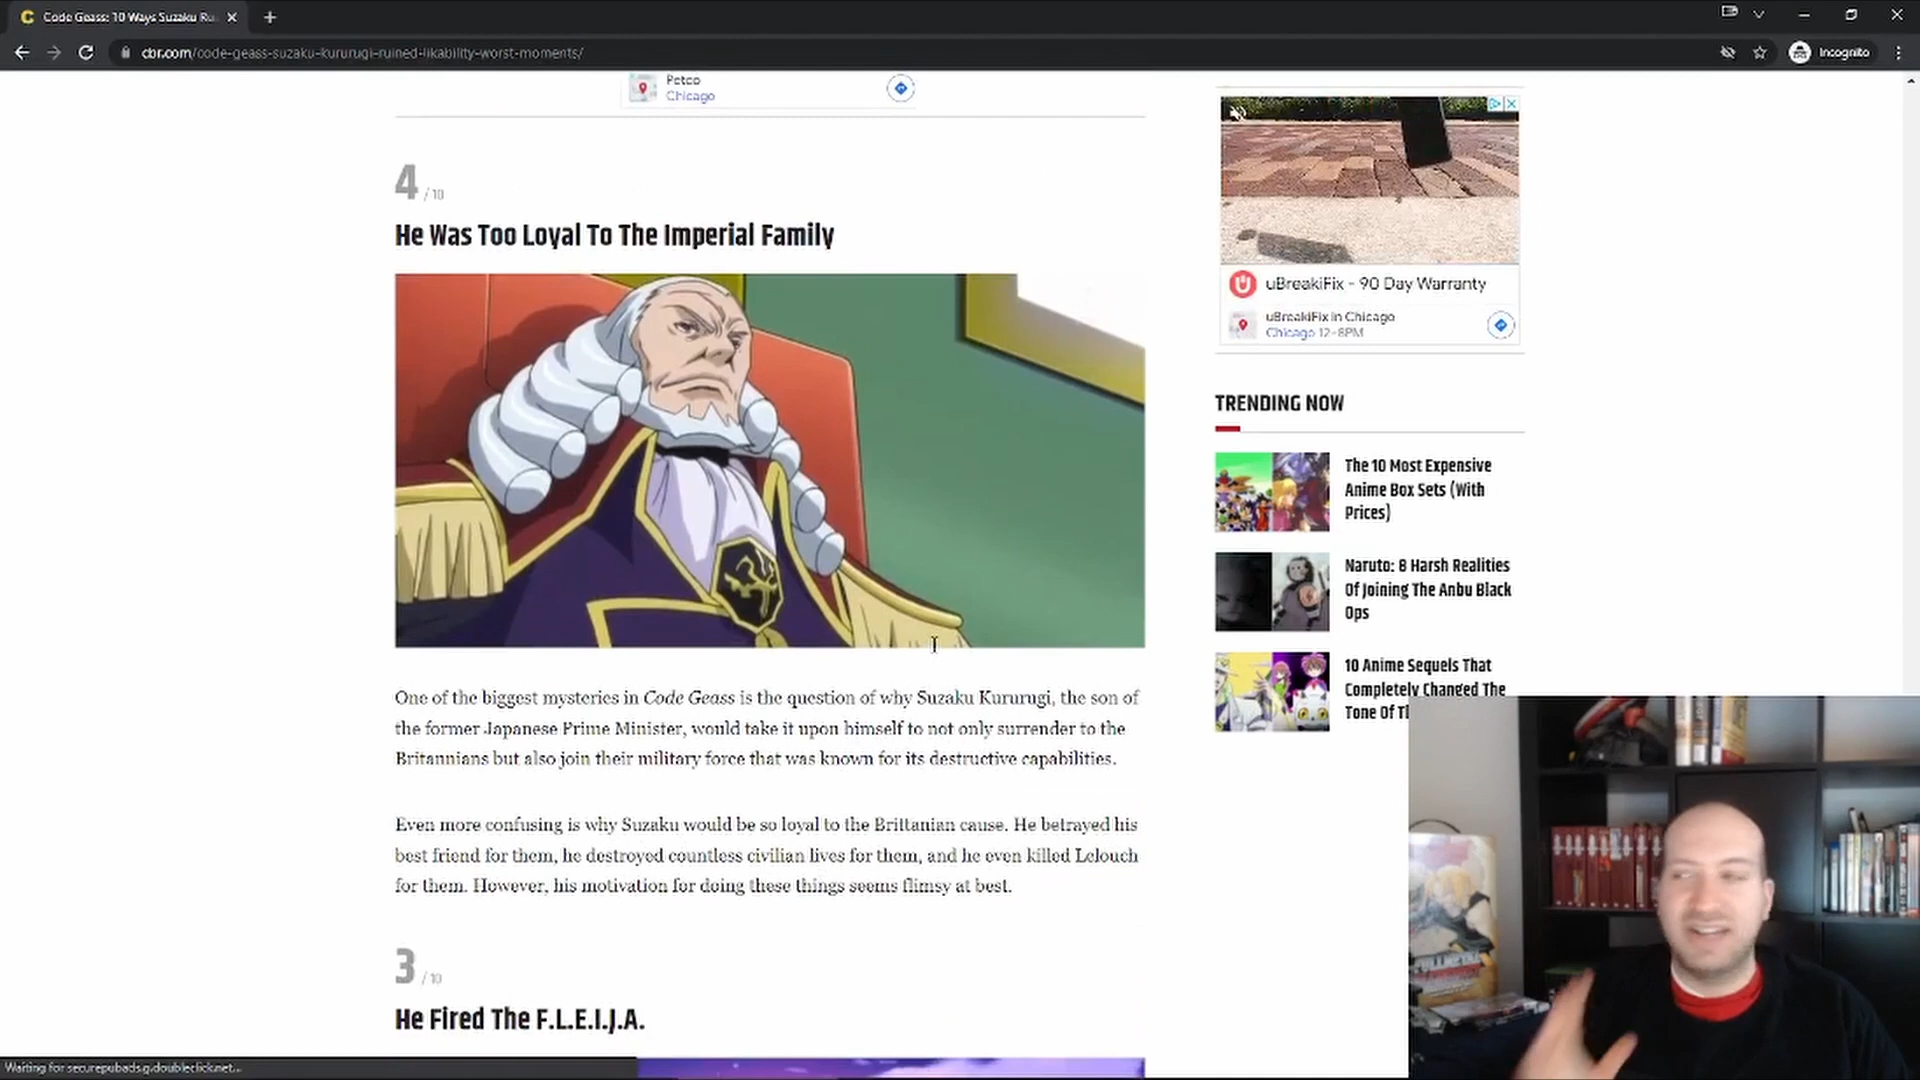 Code Geass: 10 Ways Suzaku Ru
cbr.com/code-geass-suzaku-kururugi-ruined-likability-worst-moments/
Incognito
Petco
Chicago
4 / 10
He Was Too Loyal To The Imperial Family
One of the biggest mysteries in Code Geass is the question of why Suzaku Kururugi, the son of
the former Japanese Prime Minister, would take it upon himself to not only surrender to the
Britannians but also join their military force that was known for its destructive capabilities.
Even more confusing is why Suzaku would be so loyal to the Brittanian cause. He betrayed his
best friend for them, he destroyed countless civilian lives for them, and he even killed Lelouch
for them. However, his motivation for doing these things seems flimsy at best.
3 / 10
He Fired The F.L.E.I.J.A.
uBreakiFix - 90 Day Warranty
uBreakiFix in Chicago
Chicago 12-8PM
TRENDING NOW
The 10 Most Expensive
Anime Box Sets (With
Prices)
Naruto: 8 Harsh Realities
Of Joining The Anbu Black
Ops
10 Anime Sequels That
Completely Changed The
Tone Of
Waiting for securepubads.g.doubleclick.net...